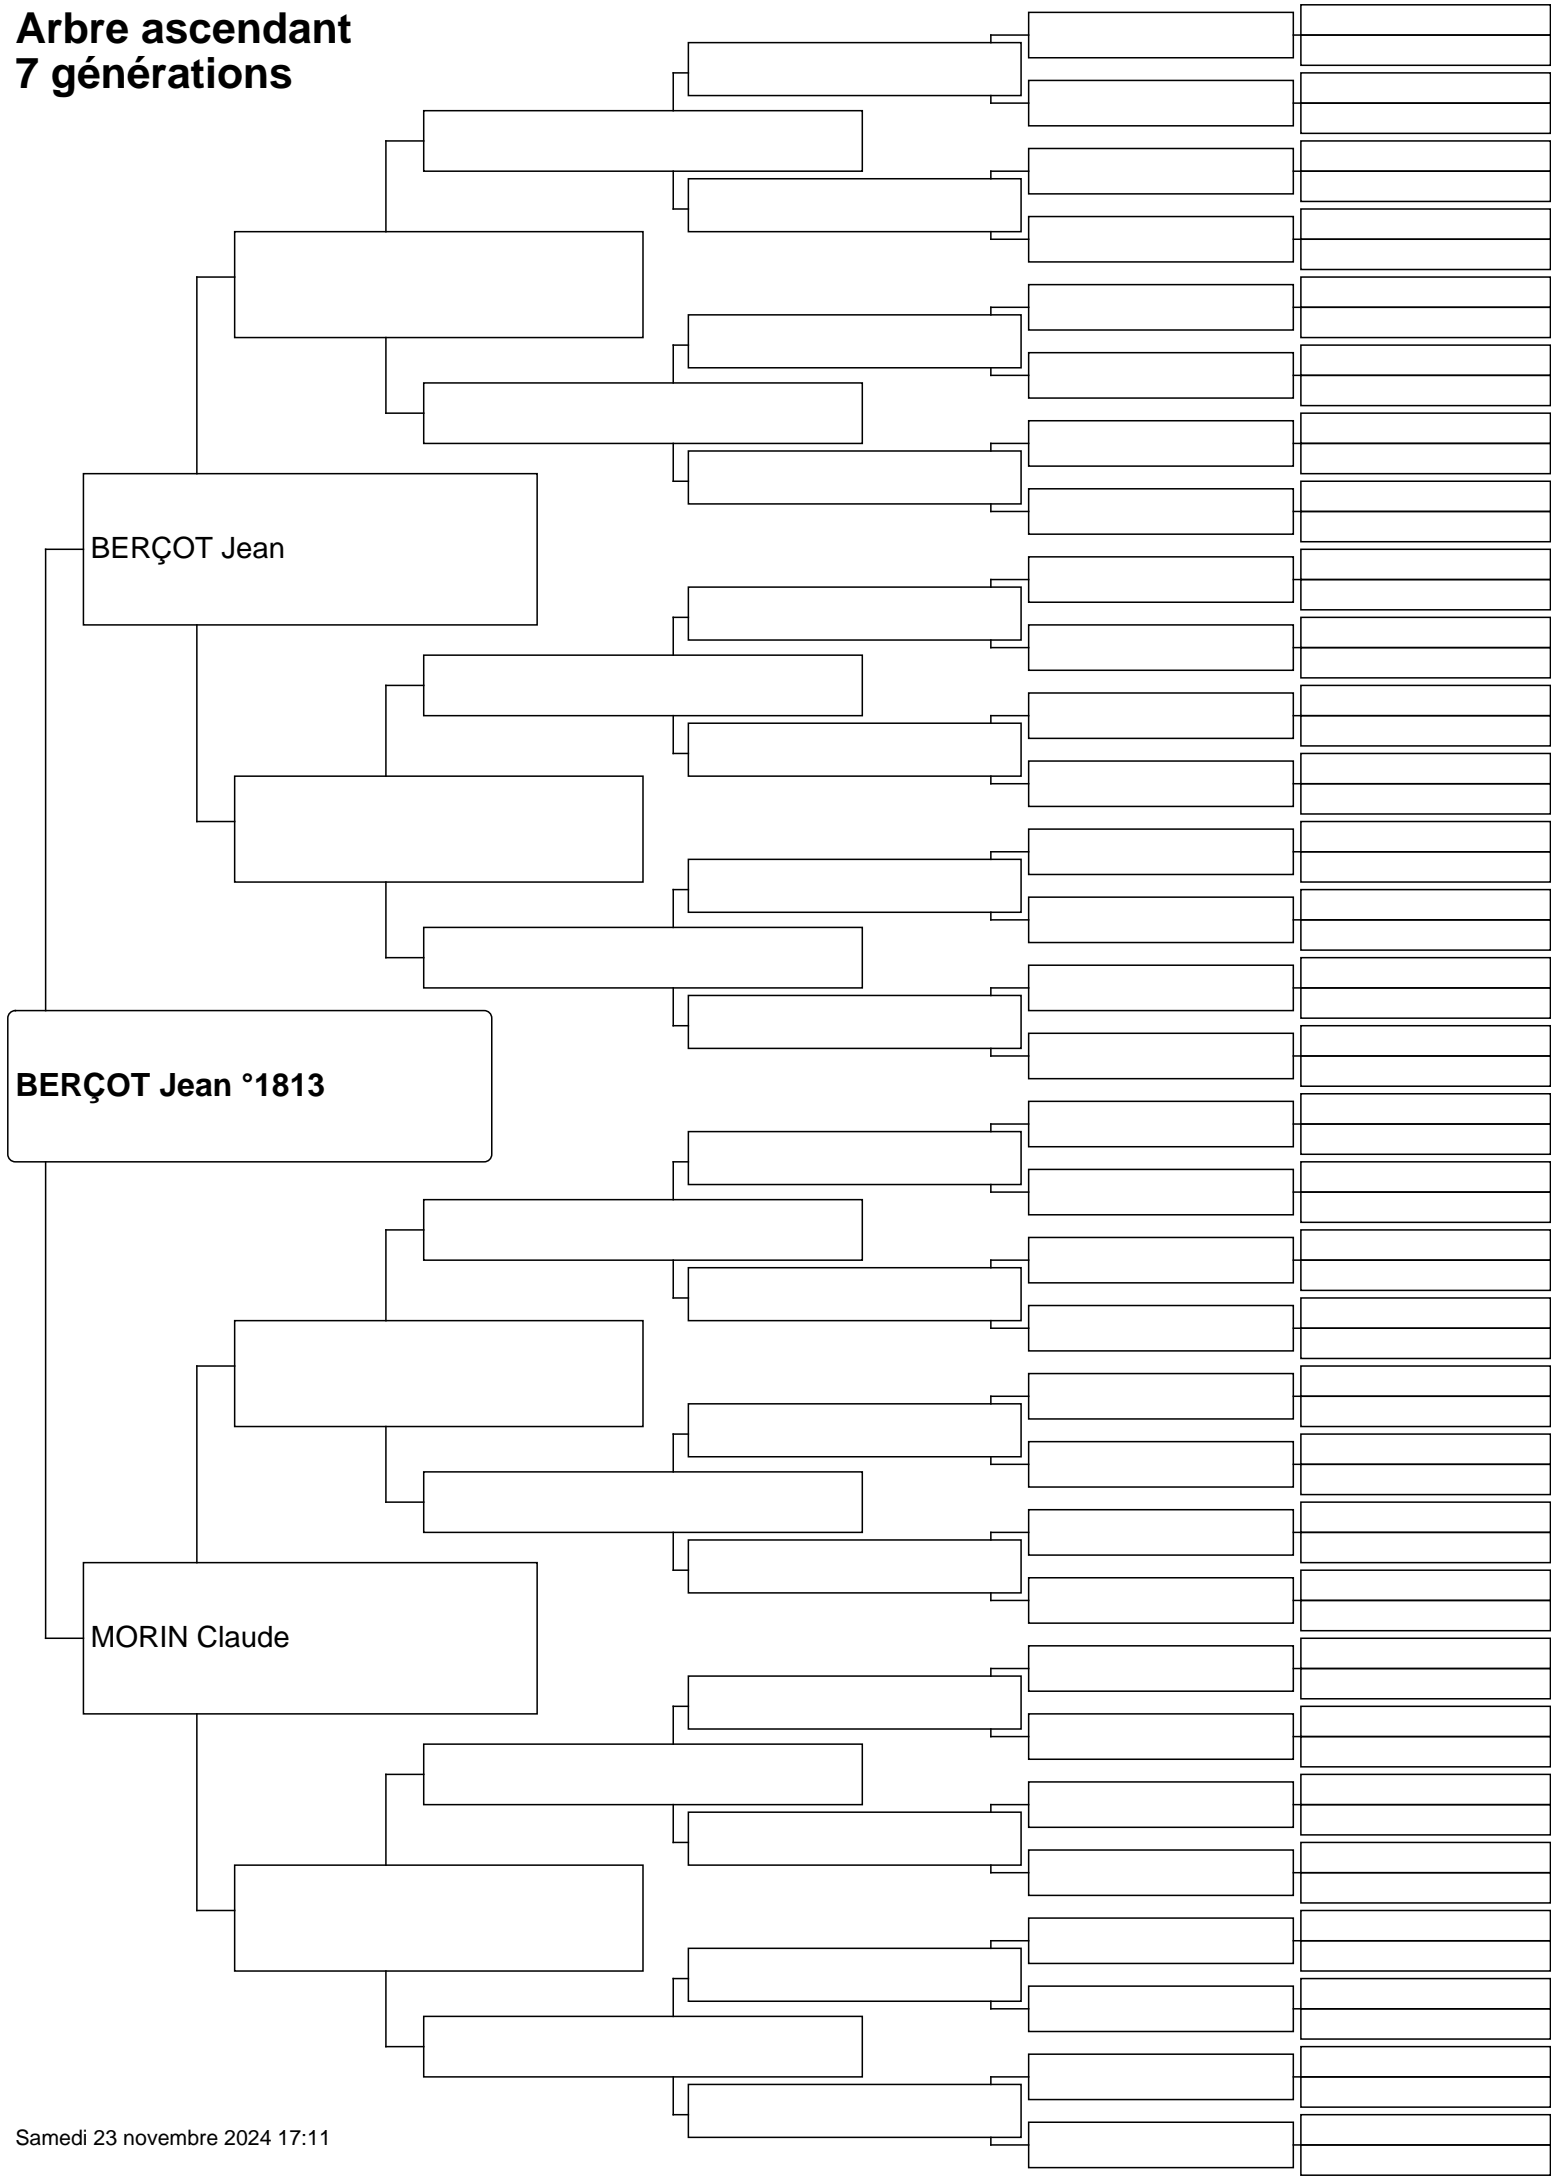 Arbre ascendant
7 générations
BERÇOT Jean
BERÇOT Jean °1813
MORIN Claude
Samedi 23 novembre 2024 17:11